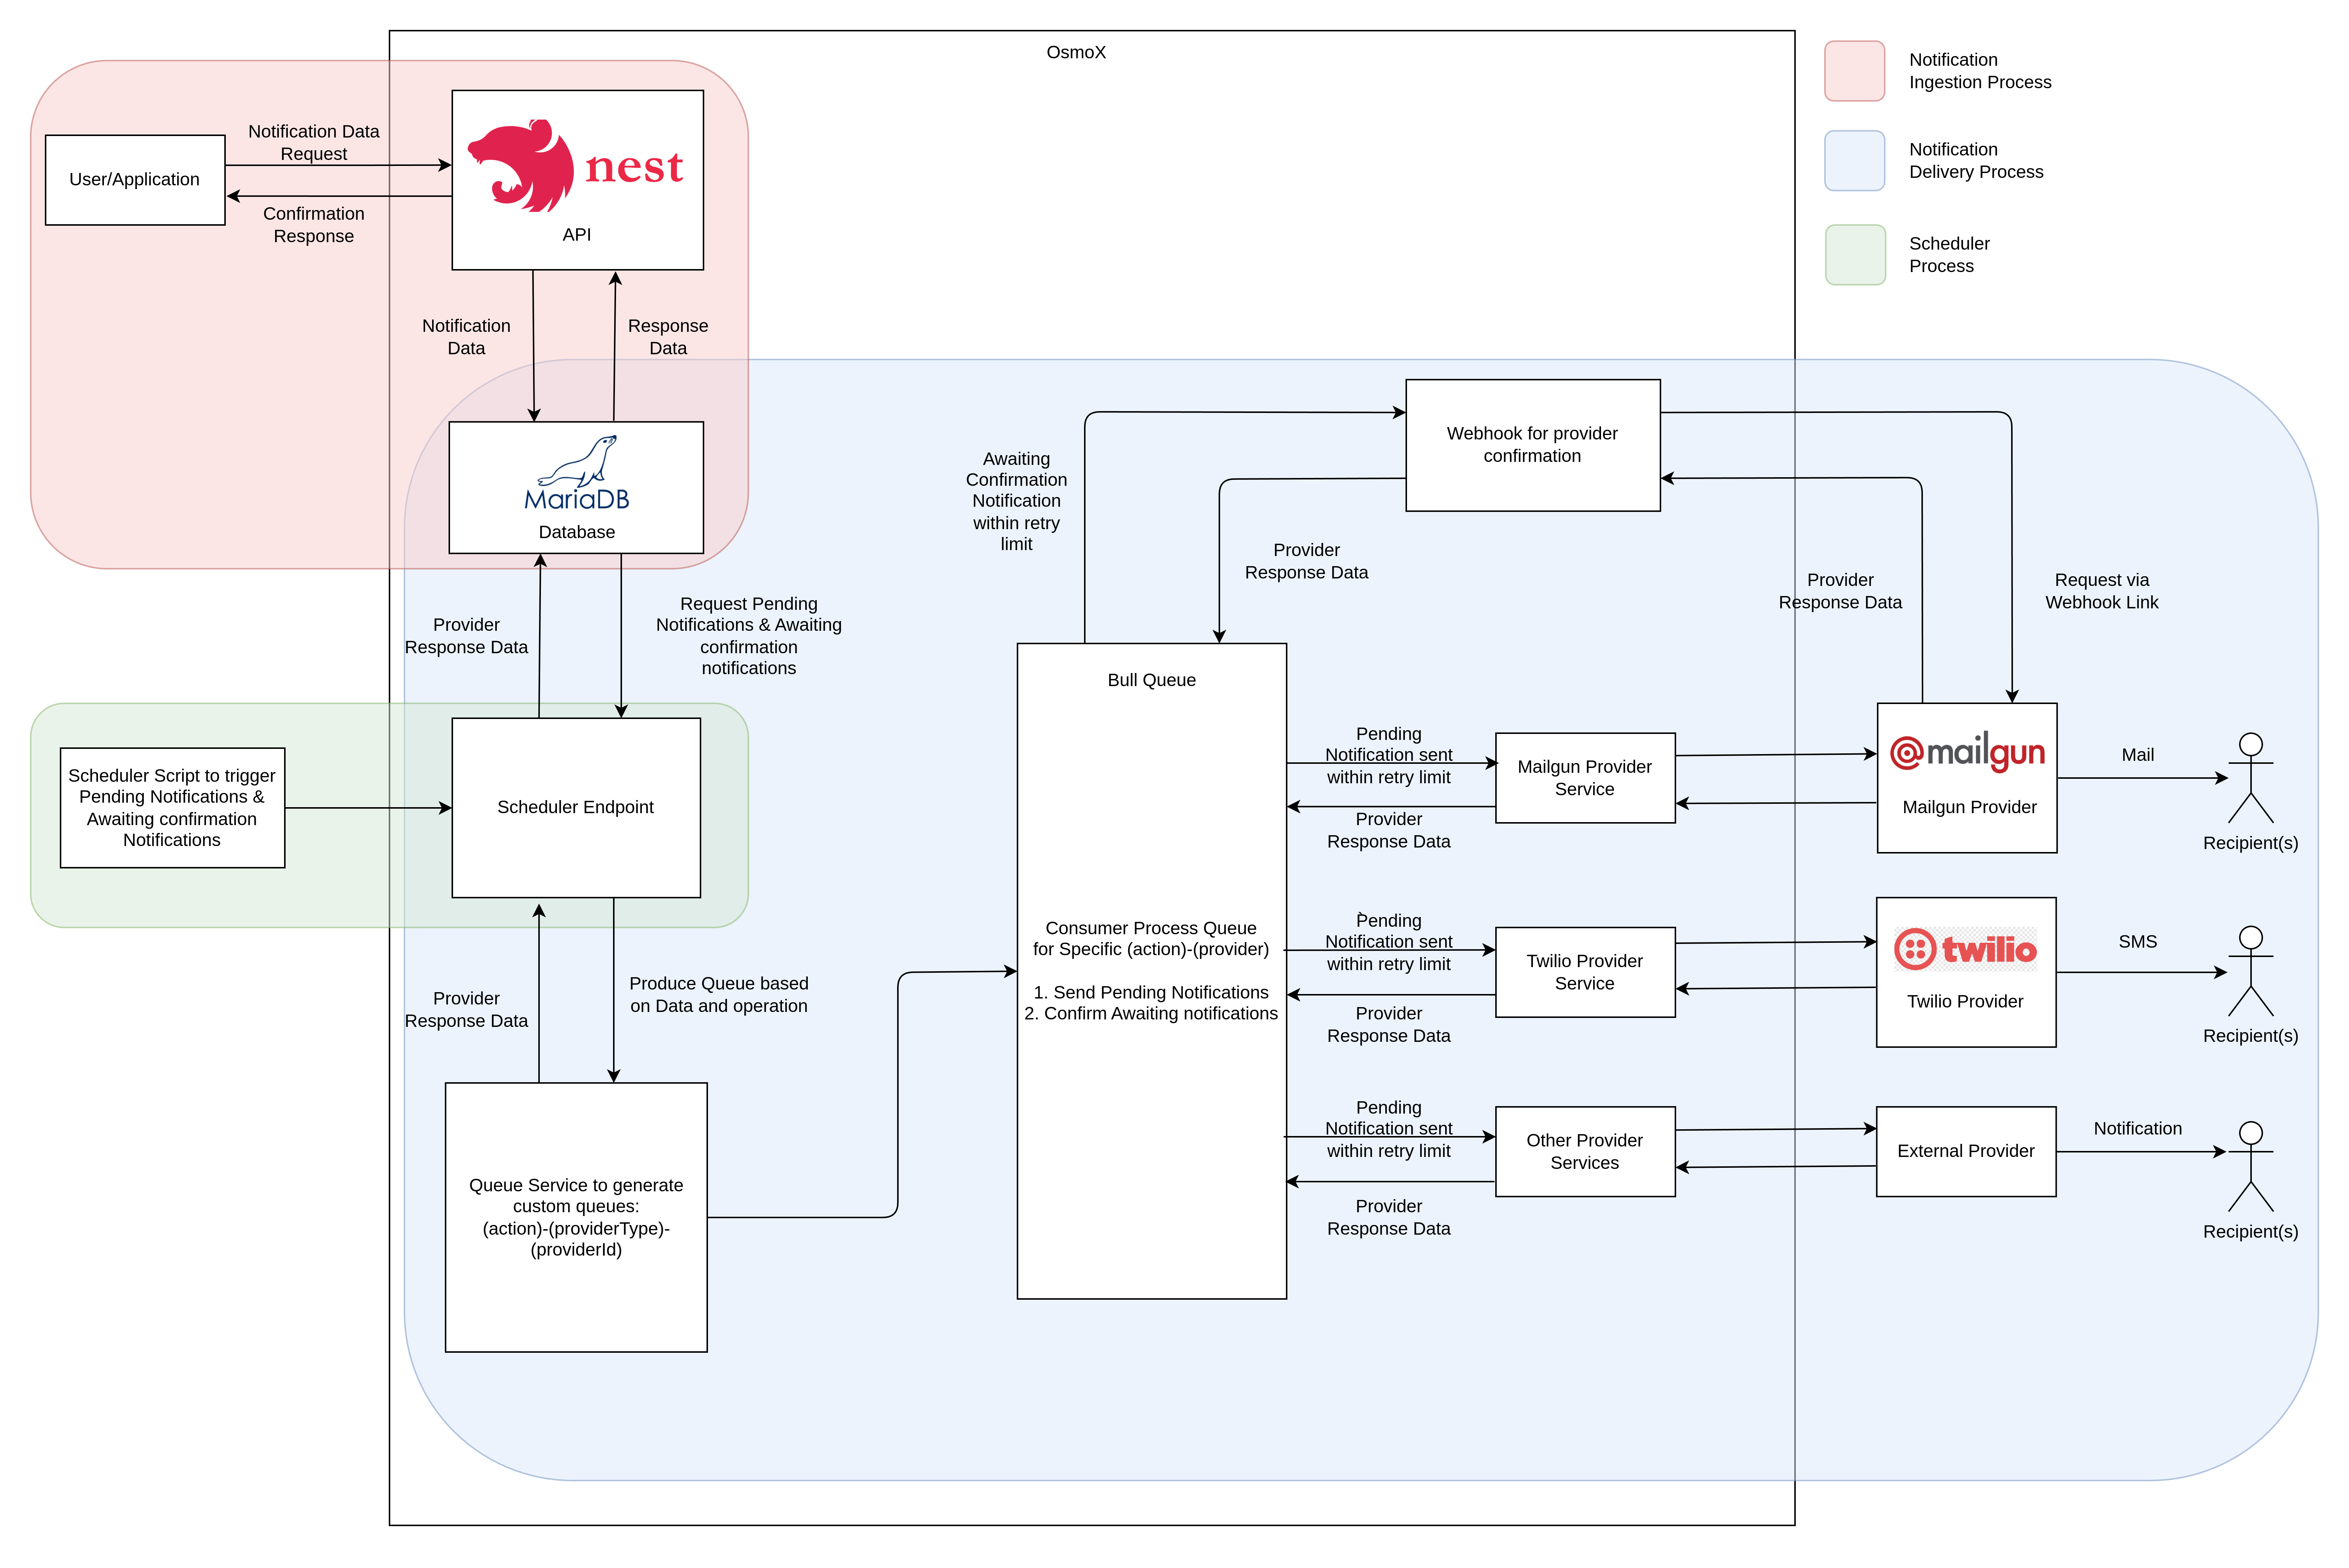 OsmoX
Notification
Ingestion Process
Notification
Delivery Process
Scheduler
Process
User/Application
Notification Data
Request
Confirmation
Response
nest
API
Notification
Data
Response
Data
MariaDB
Database
Provider
Response Data
Request Pending
Notifications & Awaiting
confirmation
notifications
Scheduler Script to trigger
Pending Notifications &
Awaiting confirmation
Notifications
Scheduler Endpoint
Provider
Response Data
Produce Queue based
on Data and operation
Queue Service to generate
custom queues:
(action)-(providerType)-
(providerId)
Awaiting
Confirmation
Notification
within retry
limit
Provider
Response Data
Webhook for provider
confirmation
Provider
Response Data
Request via
Webhook Link
Bull Queue
Consumer Process Queue
for Specific (action)-(provider)
1. Send Pending Notifications
2. Confirm Awaiting notifications
Pending
Notification sent
within retry limit
Provider
Response Data
Mailgun Provider
Service
@mailgun
Mailgun Provider
Mail
Recipient(s)
`
Pending
Notification sent
within retry limit
Provider
Response Data
Twilio Provider
Service
twilio
Twilio Provider
SMS
Recipient(s)
Pending
Notification sent
within retry limit
Provider
Response Data
Other Provider
Services
External Provider
Notification
Recipient(s)